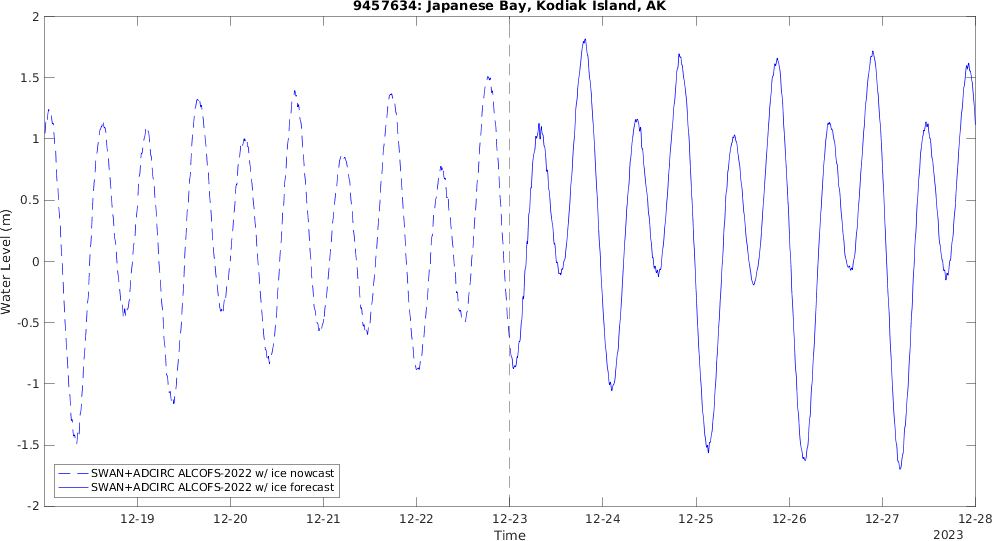 9457634: Japanese Bay, Kodiak Island, AK
2
1.5
1
0.5
0
-0.5
-1
-1.5
-2
Water Level (m)
SWAN+ADCIRC ALCOFS-2022 w/ ice nowcast
SWAN+ADCIRC ALCOFS-2022 w/ ice forecast
12-19 12-20 12-21 12-22 12-23 12-24 12-25 12-26 12-27 12-28
Time
2023